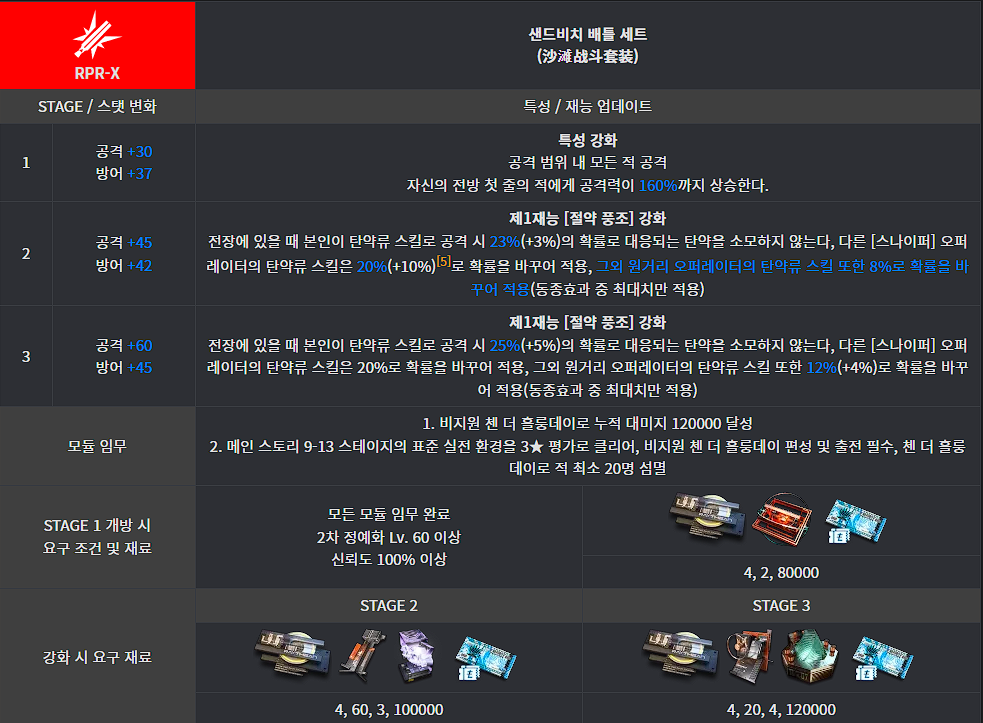 샌드비치 배틀 세트
(沙滩战斗套装)
RPR-X
STAGE / 스탯 변화
특성 / 재능 업데이트
1
공격 +30
방어 +37
특성 강화
공격 범위 내 모든 적 공격
자신의 전방 첫 줄의 적에게 공격력이 160%까지 상승한다.
2
공격 +45
방어 +42
제1재능 [절약 풍조] 강화
전장에 있을 때 본인이 탄약류 스킬로 공격 시 23%(+3%)의 확률로 대응되는 탄약을 소모하지 않는다, 다른 [스나이퍼] 오퍼
레이터의 탄약류 스킬은 20%(+10%)[5]로 확률을 바꾸어 적용, 그외 원거리 오퍼레이터의 탄약류 스킬 또한 8%로 확률을 바
꾸어 적용(동종효과 중 최대치만 적용)
3
공격 +60
방어 +45
제1재능 [절약 풍조] 강화
전장에 있을 때 본인이 탄약류 스킬로 공격 시 25%(+5%)의 확률로 대응되는 탄약을 소모하지 않는다, 다른 [스나이퍼] 오퍼
레이터의 탄약류 스킬은 20%로 확률을 바꾸어 적용, 그외 원거리 오퍼레이터의 탄약류 스킬 또한 12%(+4%)로 확률을 바꾸
어 적용(동종효과 중 최대치만 적용)
모듈 임무
1. 비지원 첸 더 홀룽데이로 누적 대미지 120000 달성
2. 메인 스토리 9-13 스테이지의 표준 실전 환경을 3★ 평가로 클리어, 비지원 첸 더 홀룽데이 편성 및 출전 필수, 첸 더 홀룽
데이로 적 최소 20명 섬멸
STAGE 1 개방 시
요구 조건 및 재료
모든 모듈 임무 완료
2차 정예화 Lv. 60 이상
신뢰도 100% 이상
4, 2, 80000
강화 시 요구 재료
STAGE 2
STAGE 3
4, 60, 3, 100000
4, 20, 4, 120000